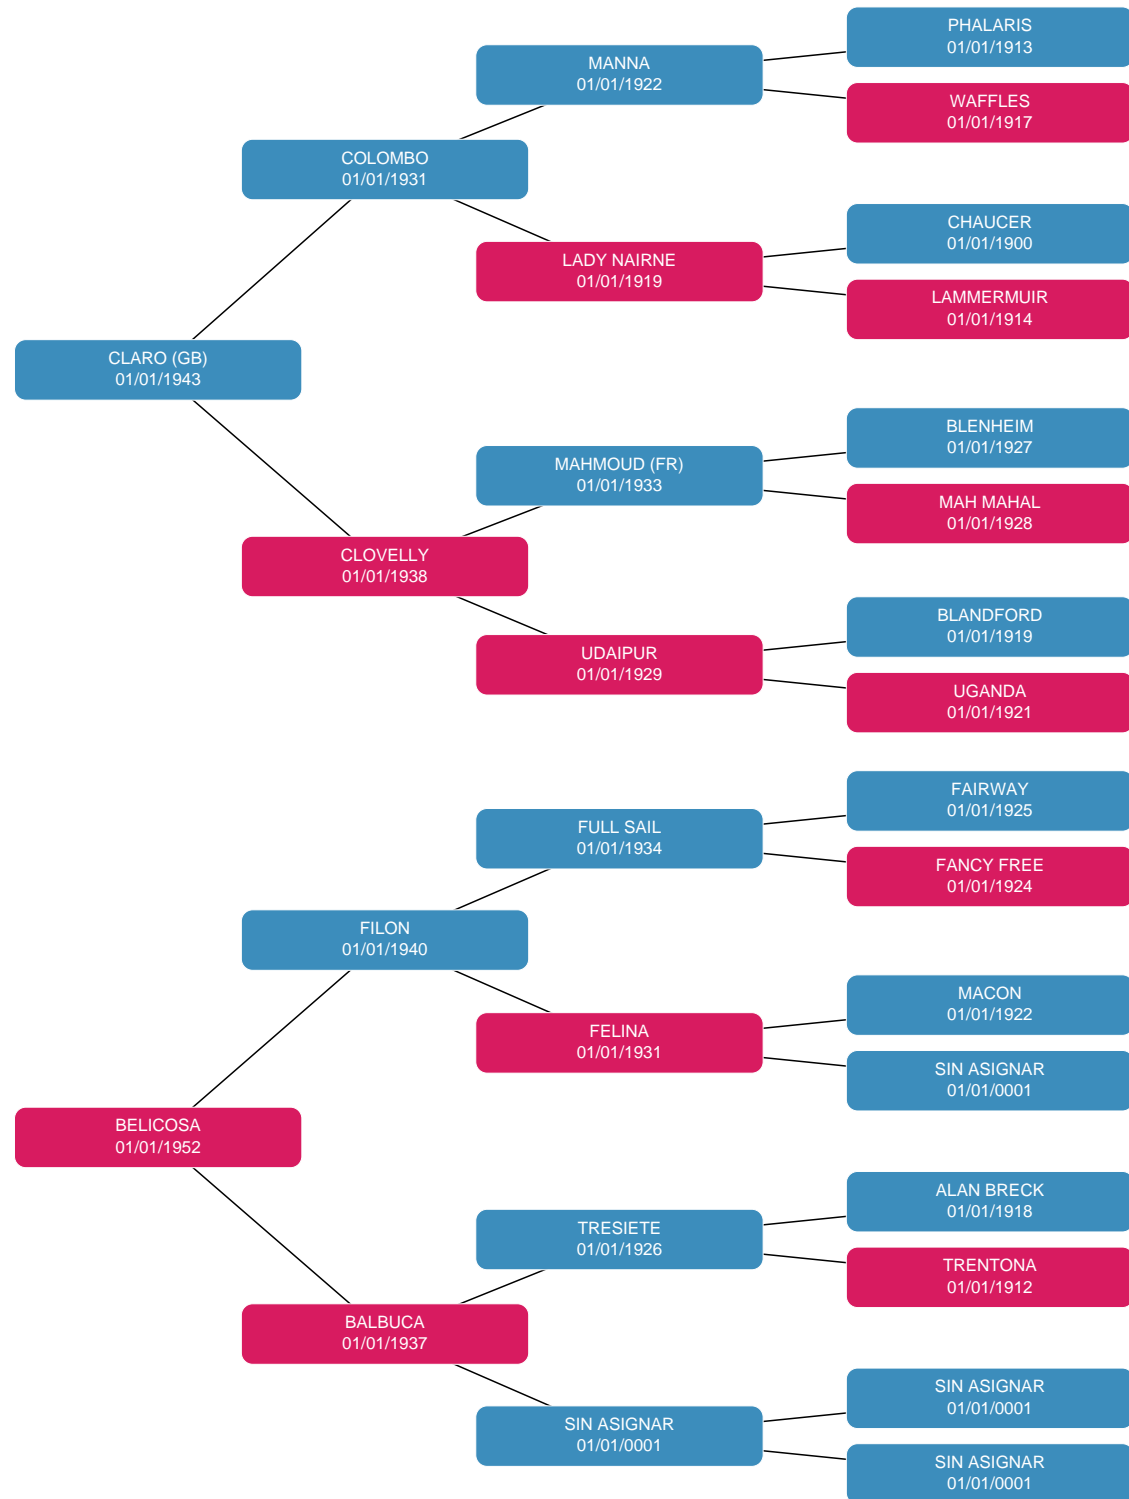 PHALARIS
01/01/1913
MANNA
01/01/1922
WAFFLES
01/01/1917
COLOMBO
01/01/1931
CHAUCER
01/01/1900
LADY NAIRNE
01/01/1919
LAMMERMUIR
01/01/1914
CLARO (GB)
01/01/1943
BLENHEIM
01/01/1927
MAHMOUD (FR)
01/01/1933
MAH MAHAL
01/01/1928
CLOVELLY
01/01/1938
BLANDFORD
01/01/1919
UDAIPUR
01/01/1929
UGANDA
01/01/1921
FAIRWAY
01/01/1925
FULL SAIL
01/01/1934
FANCY FREE
01/01/1924
FILON
01/01/1940
MACON
01/01/1922
FELINA
01/01/1931
SIN ASIGNAR
01/01/0001
BELICOSA
01/01/1952
ALAN BRECK
01/01/1918
TRESIETE
01/01/1926
TRENTONA
01/01/1912
BALBUCA
01/01/1937
SIN ASIGNAR
01/01/0001
SIN ASIGNAR
01/01/0001
SIN ASIGNAR
01/01/0001